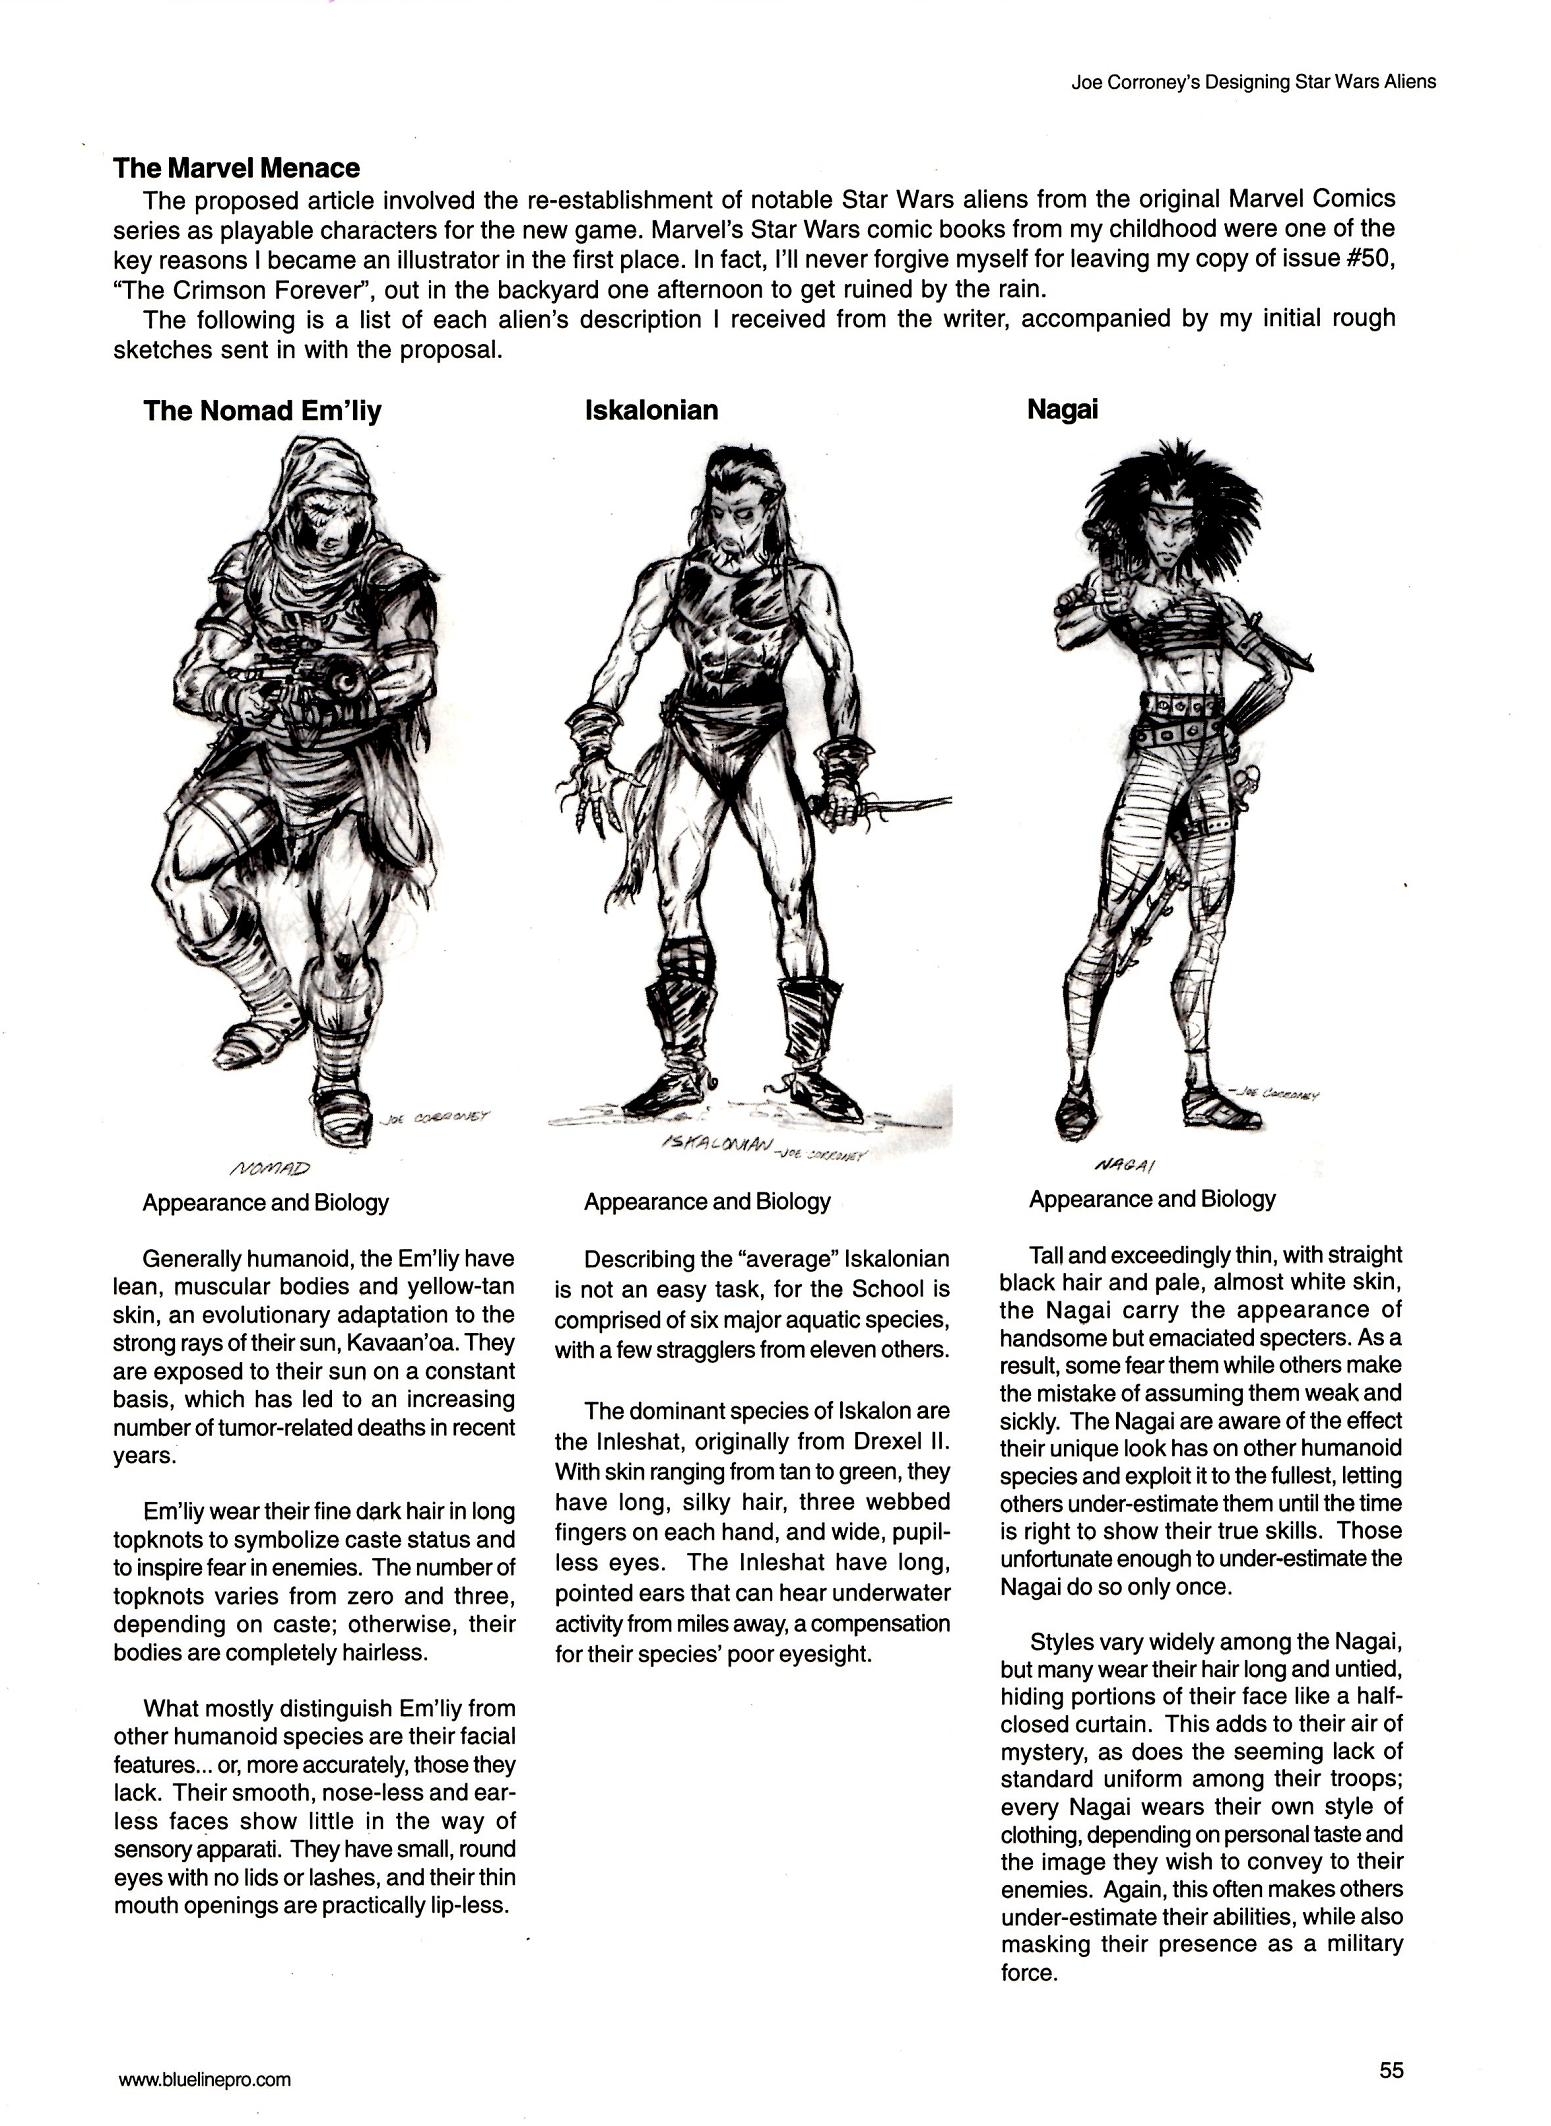 Joe Corroney's Designing Star Wars Aliens
The Marvel Menace
The proposed article involved the re-establishment of notable Star Wars aliens from the original Marvel Comics
series as playable characters for the new game. Marvel's Star Wars comic books from my childhood were one of the
key reasons I became an illustrator in the first place. In fact, I'll never forgive myself for leaving my copy of issue #50,
“The Crimson Forever”, out in the backyard one afternoon to get ruined by the rain.
The following is a list of each alien's description I received from the writer, accompanied by my initial rough
sketches sent in with the proposal.
The Nomad Em'liy
JOE CORRONEY
NOMAD
Appearance and Biology
Generally humanoid, the Em'liy have
lean, muscular bodies and yellow-tan
skin, an evolutionary adaptation to the
strong rays of their sun, Kavaan'oa. They
are exposed to their sun on a constant
basis, which has led to an increasing
number of tumor-related deaths in recent
years.
Em'liy wear their fine dark hair in long
topknots to symbolize caste status and
to inspire fear in enemies. The number of
topknots varies from zero and three,
depending on caste; otherwise, their
bodies are completely hairless.
What mostly distinguish Em'liy from
other humanoid species are their facial
features... or, more accurately, those they
lack. Their smooth, nose-less and ear-
less faces show little in the way of
sensory apparati. They have small, round
eyes with no lids or lashes, and their thin
mouth openings are practically lip-less.
Iskalonian
ISKALONIAN -JOE CORRONEY
Appearance and Biology
Describing the “average” Iskalonian
is not an easy task, for the School is
comprised of six major aquatic species,
with a few stragglers from eleven others.
The dominant species of Iskalon are
the Inleshat, originally from Drexel II.
With skin ranging from tan to green, they
have long, silky hair, three webbed
fingers on each hand, and wide, pupil-
less eyes. The Inleshat have long,
pointed ears that can hear underwater
activity from miles away, a compensation
for their species' poor eyesight.
Nagai
-JOE CORRONEY
NAGAI
Appearance and Biology
Tall and exceedingly thin, with straight
black hair and pale, almost white skin,
the Nagai carry the appearance of
handsome but emaciated specters. As a
result, some fear them while others make
the mistake of assuming them weak and
sickly. The Nagai are aware of the effect
their unique look has on other humanoid
species and exploit it to the fullest, letting
others under-estimate them until the time
is right to show their true skills. Those
unfortunate enough to under-estimate the
Nagai do so only once.
Styles vary widely among the Nagai,
but many wear their hair long and untied,
hiding portions of their face like a half-
closed curtain. This adds to their air of
mystery, as does the seeming lack of
standard uniform among their troops;
every Nagai wears their own style of
clothing, depending on personal taste and
the image they wish to convey to their
enemies. Again, this often makes others
under-estimate their abilities, while also
masking their presence as a military
force.
www.bluelinepro.com
55